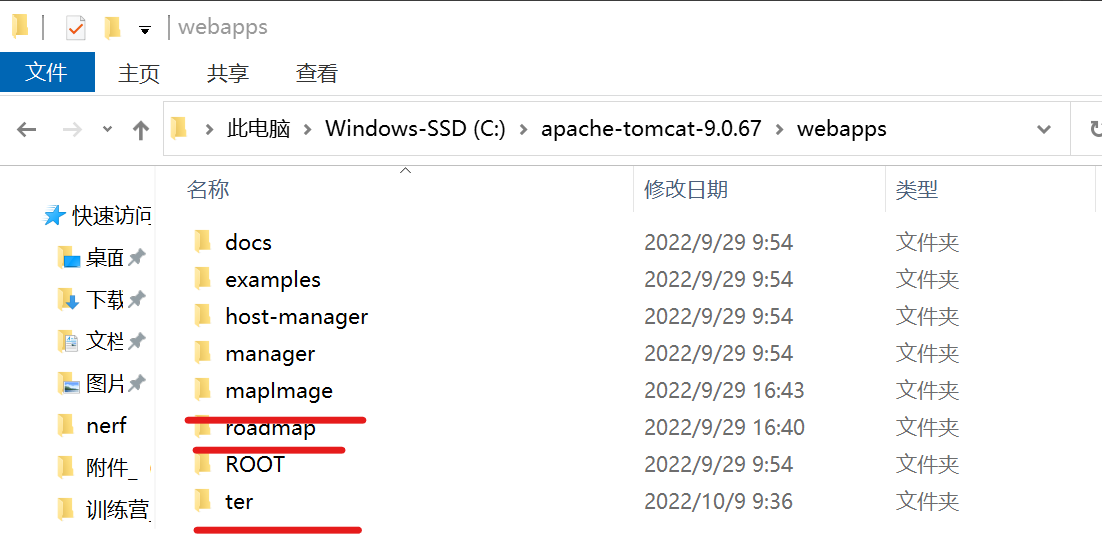 webapps
文件 主页 共享 查看
此电脑 Windows-SSD (C:) apache-tomcat-9.0.67 webapps
名称 修改日期 类型
快速访问
桌面
下载
文档
图片
nerf
附件_
训练营_
docs 2022/9/29 9:54 文件夹
examples 2022/9/29 9:54 文件夹
host-manager 2022/9/29 9:54 文件夹
manager 2022/9/29 9:54 文件夹
mapImage 2022/9/29 16:43 文件夹
roadmap 2022/9/29 16:40 文件夹
ROOT 2022/9/29 9:54 文件夹
ter 2022/10/9 9:36 文件夹